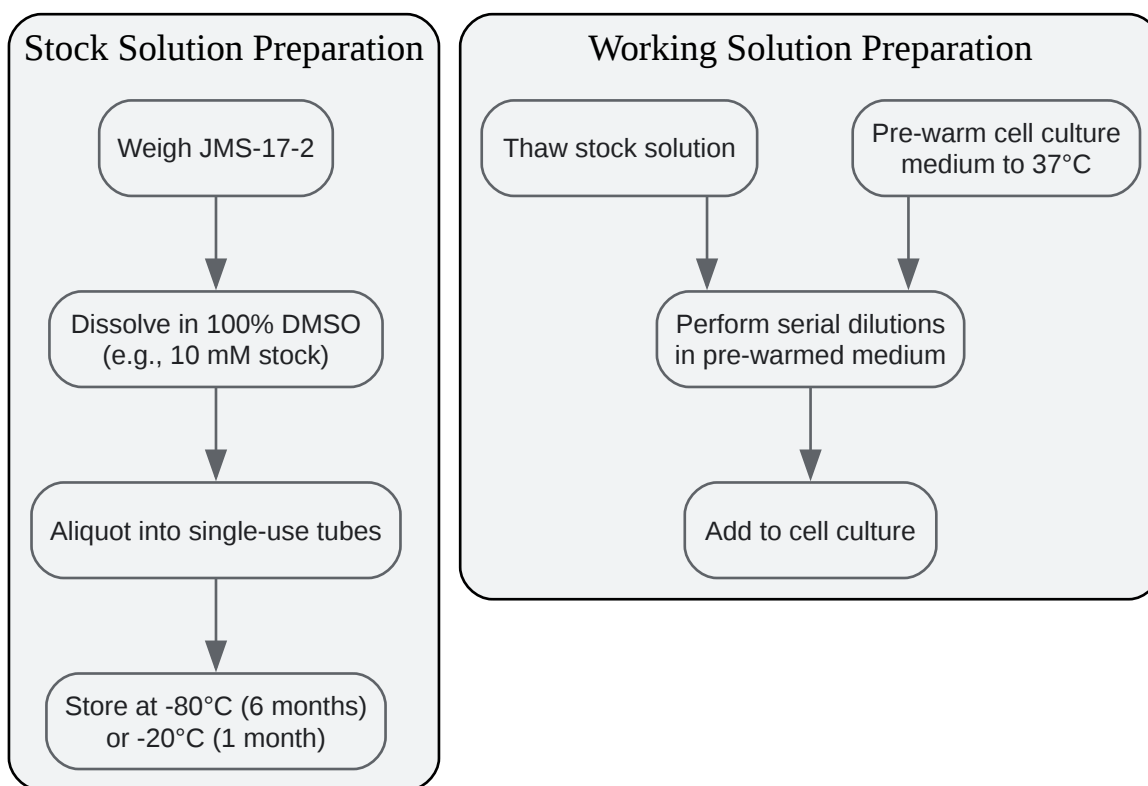 Stock Solution Preparation
Weigh JMS-17-2
Dissolve in 100% DMSO
(e.g., 10 mM stock)
Aliquot into single-use tubes
Store at -80°C (6 months)
or -20°C (1 month)
Working Solution Preparation
Thaw stock solution
Pre-warm cell culture
medium to 37°C
Perform serial dilutions
in pre-warmed medium
Add to cell culture